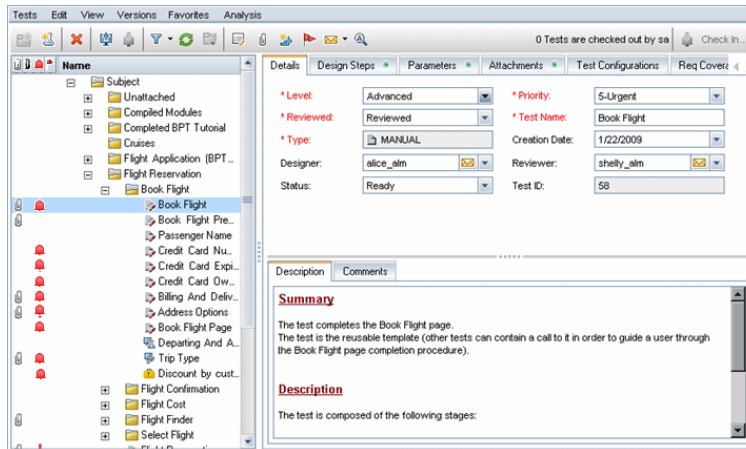 Tests Edit View Versions Favorites Analysis
0 Tests are checked out by sa Check In...
Name
Subject
Unattached
Compiled Modules
Completed BPT Tutorial
Cruises
Flight Application (BPT...
Flight Reservation
Book Flight
Book Flight
Book Flight Pre...
Passenger Name
Credit Card Nu...
Credit Card Expi...
Credit Card Ow...
Billing And Deliv...
Address Options
Book Flight Page
Departing And A...
Trip Type
Discount by cust...
Flight Confirmation
Flight Cost
Flight Finder
Select Flight
Details Design Steps * Parameters * Attachments * Test Configurations Req Covera
* Level: Advanced * Priority: 5-Urgent
* Reviewed: Reviewed * Test Name: Book Flight
* Type: MANUAL Creation Date: 1/22/2009
Designer: alice_alm Reviewer: shelly_alm
Status: Ready Test ID: 58
Description Comments
Summary
The test completes the Book Flight page.
The test is the reusable template (other tests can contain a call to it in order to guide a user through
the Book Flight page completion procedure).
Description
The test is composed of the following stages: